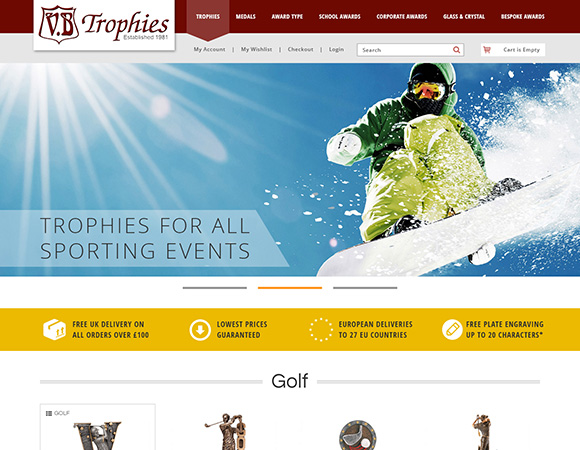 V.B Trophies
Established 1981
TROPHIES
MEDALS
AWARD TYPE
SCHOOL AWARDS
CORPORATE AWARDS
GLASS & CRYSTAL
BESPOKE AWARDS
My Account | My Wishlist | Checkout | Login
Search
Cart is Empty
TROPHIES FOR ALL
SPORTING EVENTS
FREE UK DELIVERY ON
ALL ORDERS OVER £100
LOWEST PRICES
GUARANTEED
EUROPEAN DELIVERIES
TO 27 EU COUNTRIES
FREE PLATE ENGRAVING
UP TO 20 CHARACTERS*
Golf
GOLF